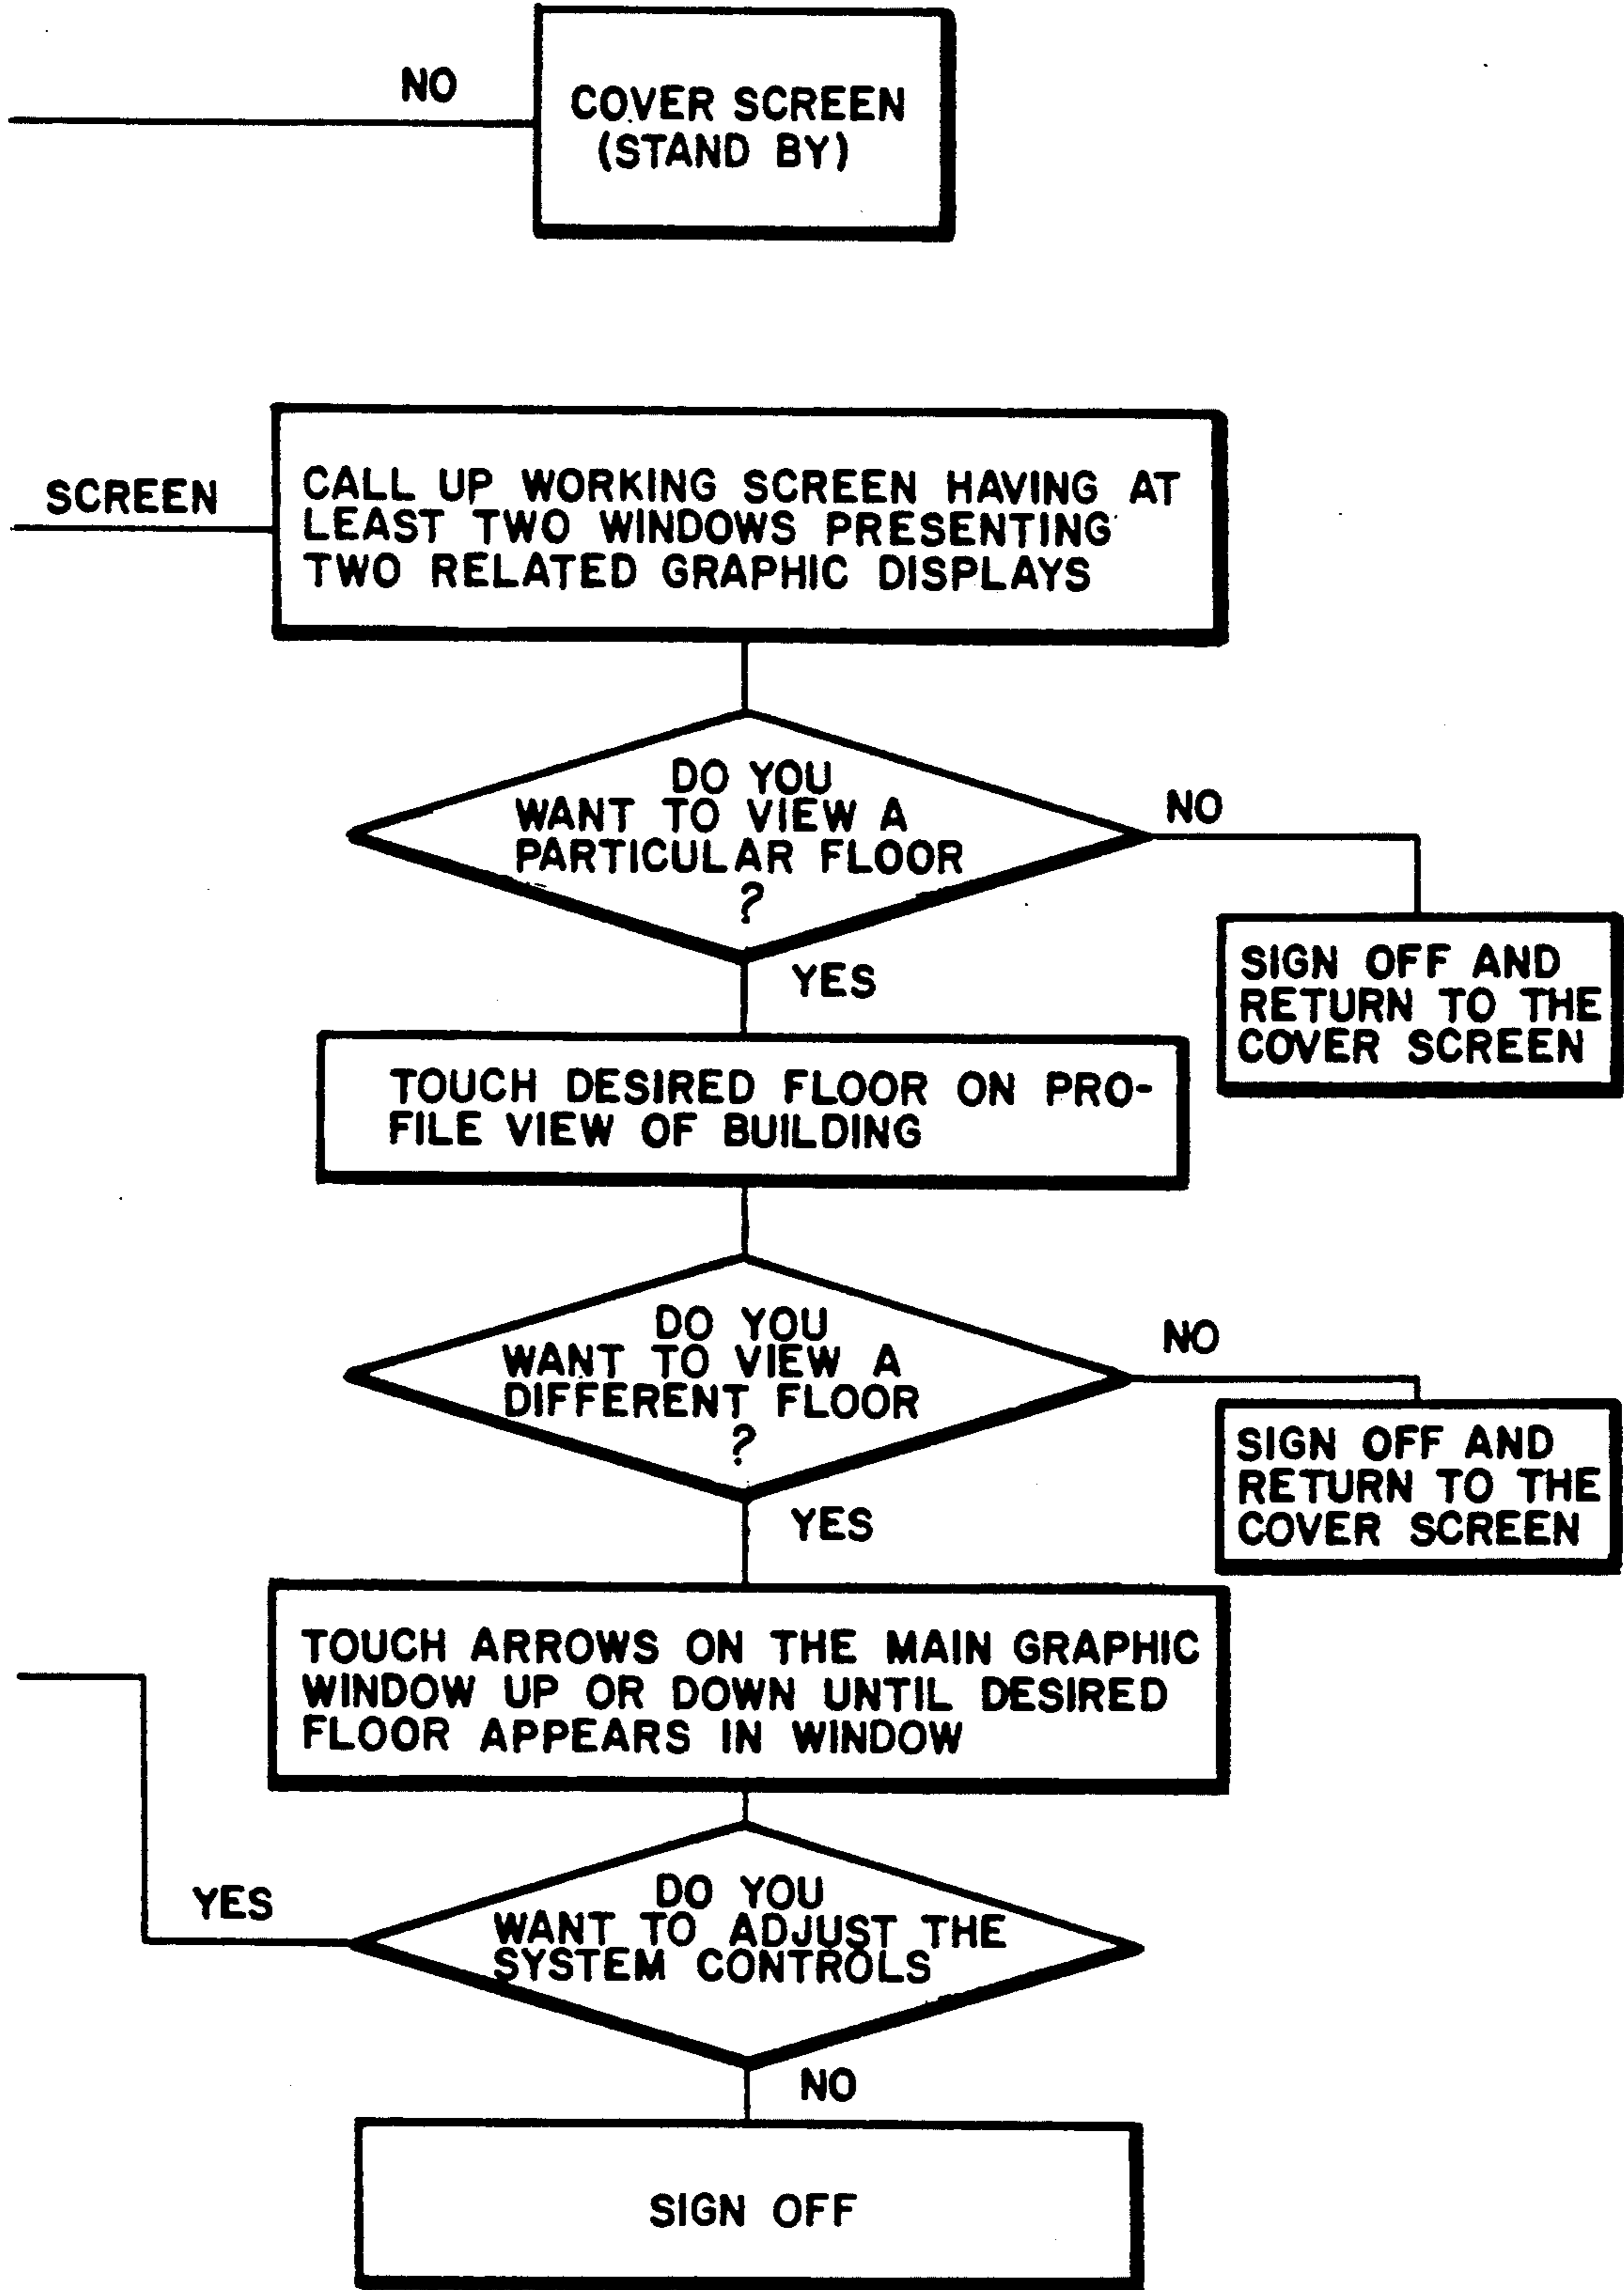 NO
COVER SCREEN
(STAND BY)
SCREEN
CALL UP WORKING SCREEN HAVING AT
LEAST TWO WINDOWS PRESENTING
TWO RELATED GRAPHIC DISPLAYS
DO YOU
WANT TO VIEW A
PARTICULAR FLOOR
?
NO
YES
SIGN OFF AND
RETURN TO THE
COVER SCREEN
TOUCH DESIRED FLOOR ON PRO-
FILE VIEW OF BUILDING
DO YOU
WANT TO VIEW A
DIFFERENT FLOOR
?
NO
YES
SIGN OFF AND
RETURN TO THE
COVER SCREEN
TOUCH ARROWS ON THE MAIN GRAPHIC
WINDOW UP OR DOWN UNTIL DESIRED
FLOOR APPEARS IN WINDOW
YES
DO YOU
WANT TO ADJUST THE
SYSTEM CONTROLS
NO
SIGN OFF